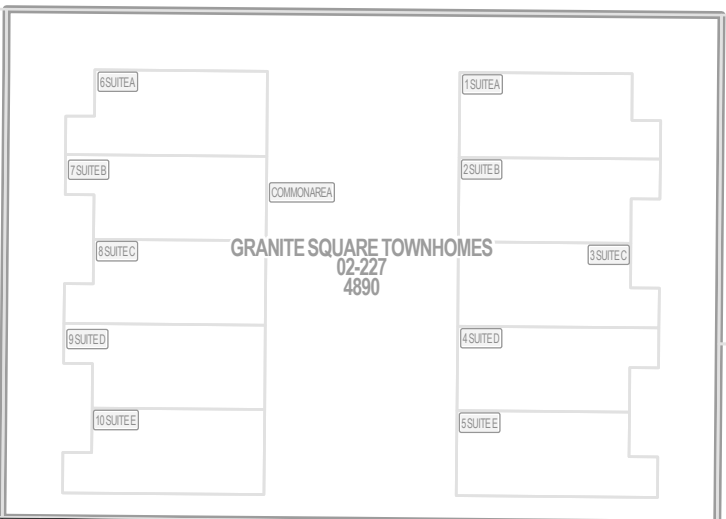 6 SUITE A
1 SUITE A
7 SUITE B
2 SUITE B
COMMON AREA
8 SUITE C
GRANITE SQUARE TOWNHOMES
02-227
4890
3 SUITE C
9 SUITE D
4 SUITE D
10 SUITE E
5 SUITE E